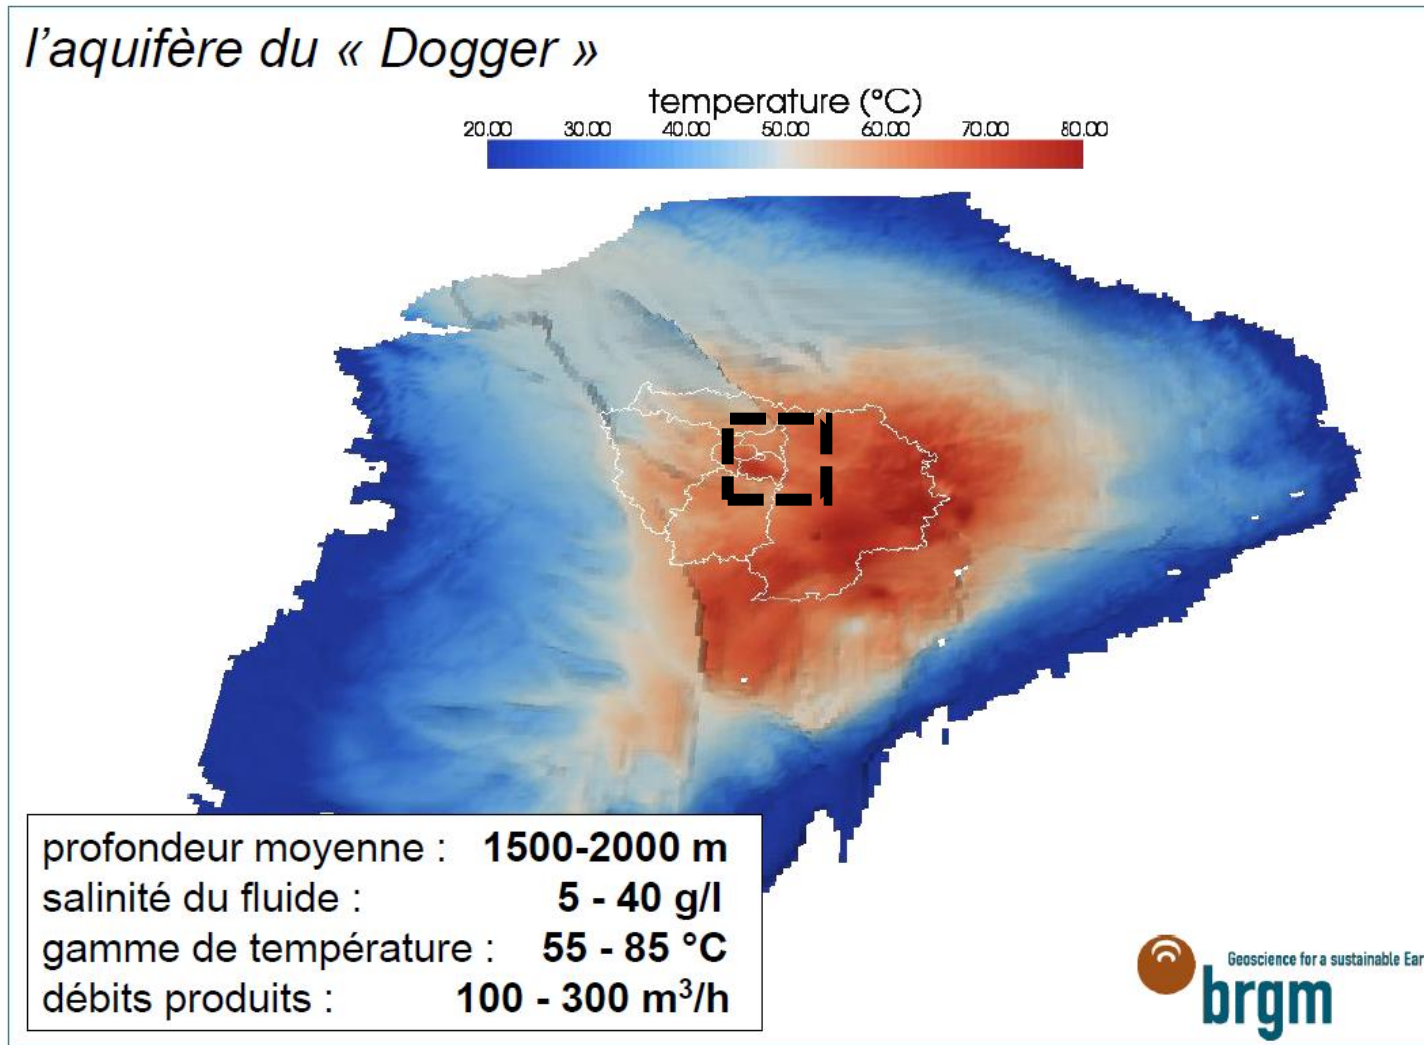 l’aquifère du « Dogger »
temperature (°C)
20.00 30.00 40.00 50.00 60.00 70.00 80.00
profondeur moyenne : 1500-2000 m
salinité du fluide : 5 - 40 g/l
gamme de température : 55 - 85 °C
débits produits : 100 - 300 m³/h
Geoscience for a sustainable Ear
brgm